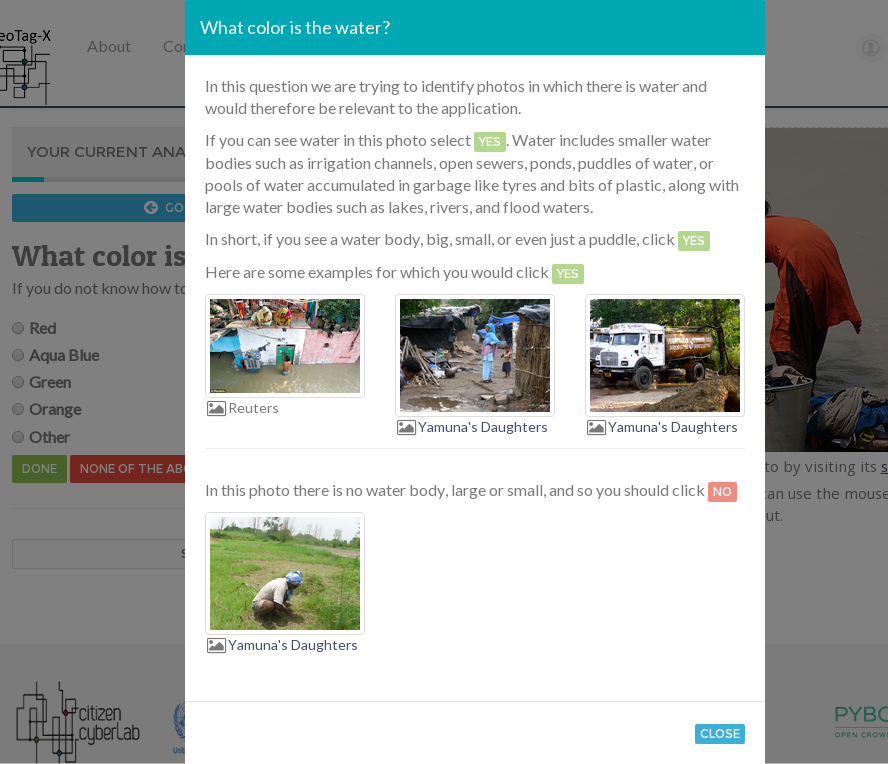 What color is the water?
eoTag-X
About
YOUR CURRENT ANA
GO
What color is
If you do not know how to
Red
Aqua Blue
Green
Orange
Other
DONE
NONE OF THE ABO
In this question we are trying to identify photos in which there is water and
would therefore be relevant to the application.
If you can see water in this photo select YES. Water includes smaller water
bodies such as irrigation channels, open sewers, ponds, puddles of water, or
pools of water accumulated in garbage like tyres and bits of plastic, along with
large water bodies such as lakes, rivers, and flood waters.
In short, if you see a water body, big, small, or even just a puddle, click YES
Here are some examples for which you would click YES
Reuters
Yamuna's Daughters
Yamuna's Daughters
In this photo there is no water body, large or small, and so you should click NO
Yamuna's Daughters
CLOSE
to by visiting its
can use the mouse
ut.
citizen
cyberLab
Unit
PYBO
OPEN CROW